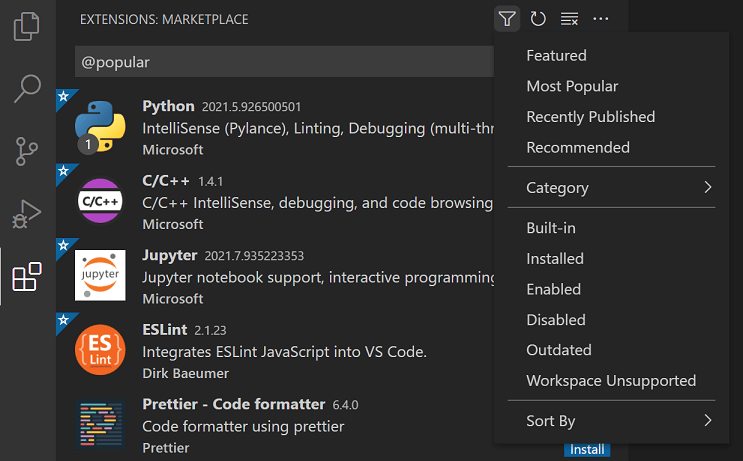 EXTENSIONS: MARKETPLACE
@popular
Python 2021.5.926500501
IntelliSense (Pylance), Linting, Debugging (multi-thr
Microsoft
1
C/C++ 1.4.1
C/C++ IntelliSense, debugging, and code browsing
Microsoft
C/C++
Jupyter 2021.7.935223353
Jupyter notebook support, interactive programming
Microsoft
jupyter
ESLint 2.1.23
Integrates ESLint JavaScript into VS Code.
Dirk Baeumer
{ES}
Lint
Prettier - Code formatter 6.4.0
Code formatter using prettier
Prettier
Install
Featured
Most Popular
Recently Published
Recommended
Category
Built-in
Installed
Enabled
Disabled
Outdated
Workspace Unsupported
Sort By